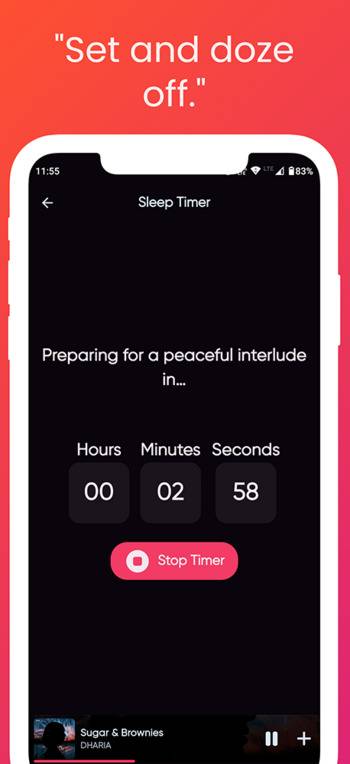 "Set and doze
off."
11:55
LTE
83%
Sleep Timer
Preparing for a peaceful interlude
in...
Hours Minutes Seconds
00 02 58
Stop Timer
Sugar & Brownies
DHARIA